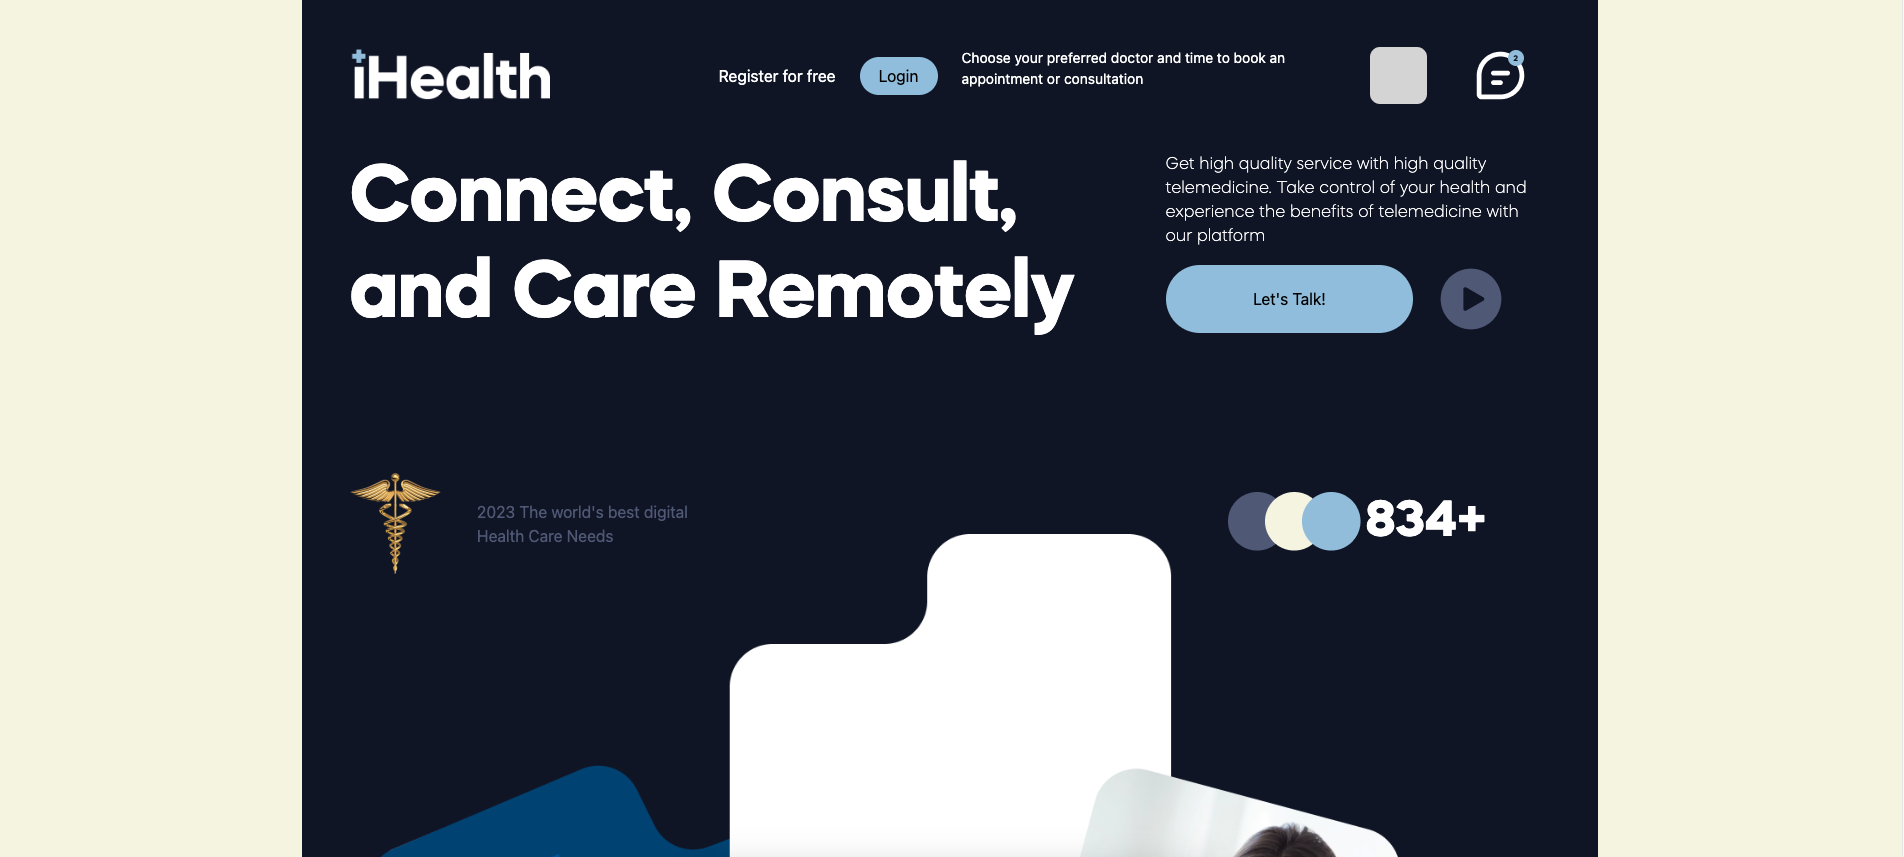 iHealth
Register for free
Login
Choose your preferred doctor and time to book an
appointment or consultation
2
Connect, Consult,
and Care Remotely
Get high quality service with high quality
telemedicine. Take control of your health and
experience the benefits of telemedicine with
our platform
Let's Talk!
2023 The world's best digital
Health Care Needs
834+